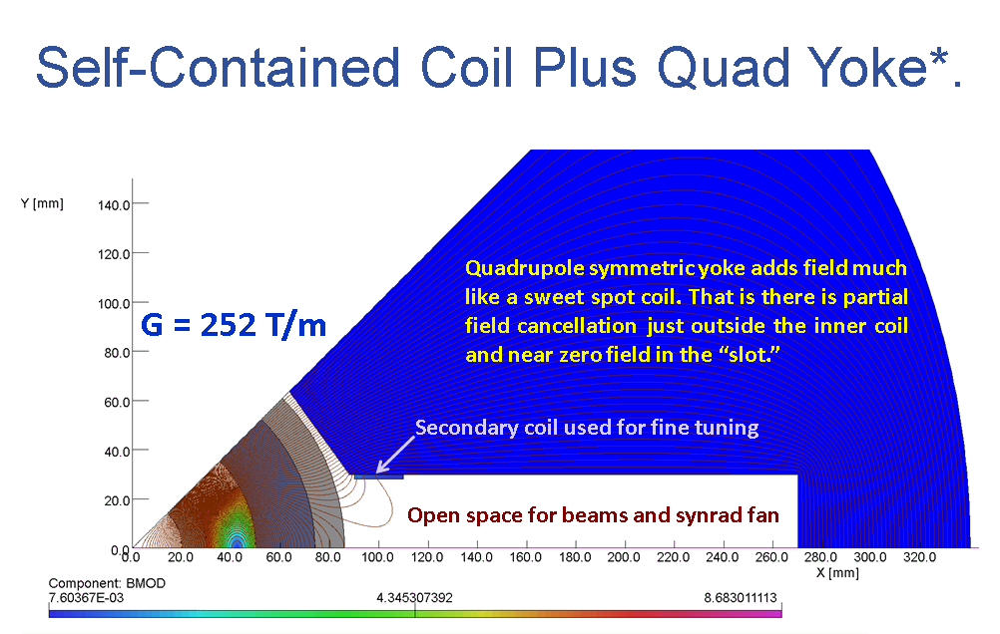 Self-Contained Coil Plus Quad Yoke*.
Y [mm]
140.0
120.0
100.0
80.0
60.0
40.0
20.0
0.0
G = 252 T/m
Quadrupole symmetric yoke adds field much
like a sweet spot coil. That is there is partial
field cancellation just outside the inner coil
and near zero field in the “slot.”
Secondary coil used for fine tuning
Open space for beams and synrad fan
0.0 20.0 40.0 60.0 80.0 100.0 120.0 140.0 160.0 180.0 200.0 220.0 240.0 260.0 280.0 300.0 320.0
X [mm]
Component: BMOD
7.60367E-03 4.345307392 8.683011113